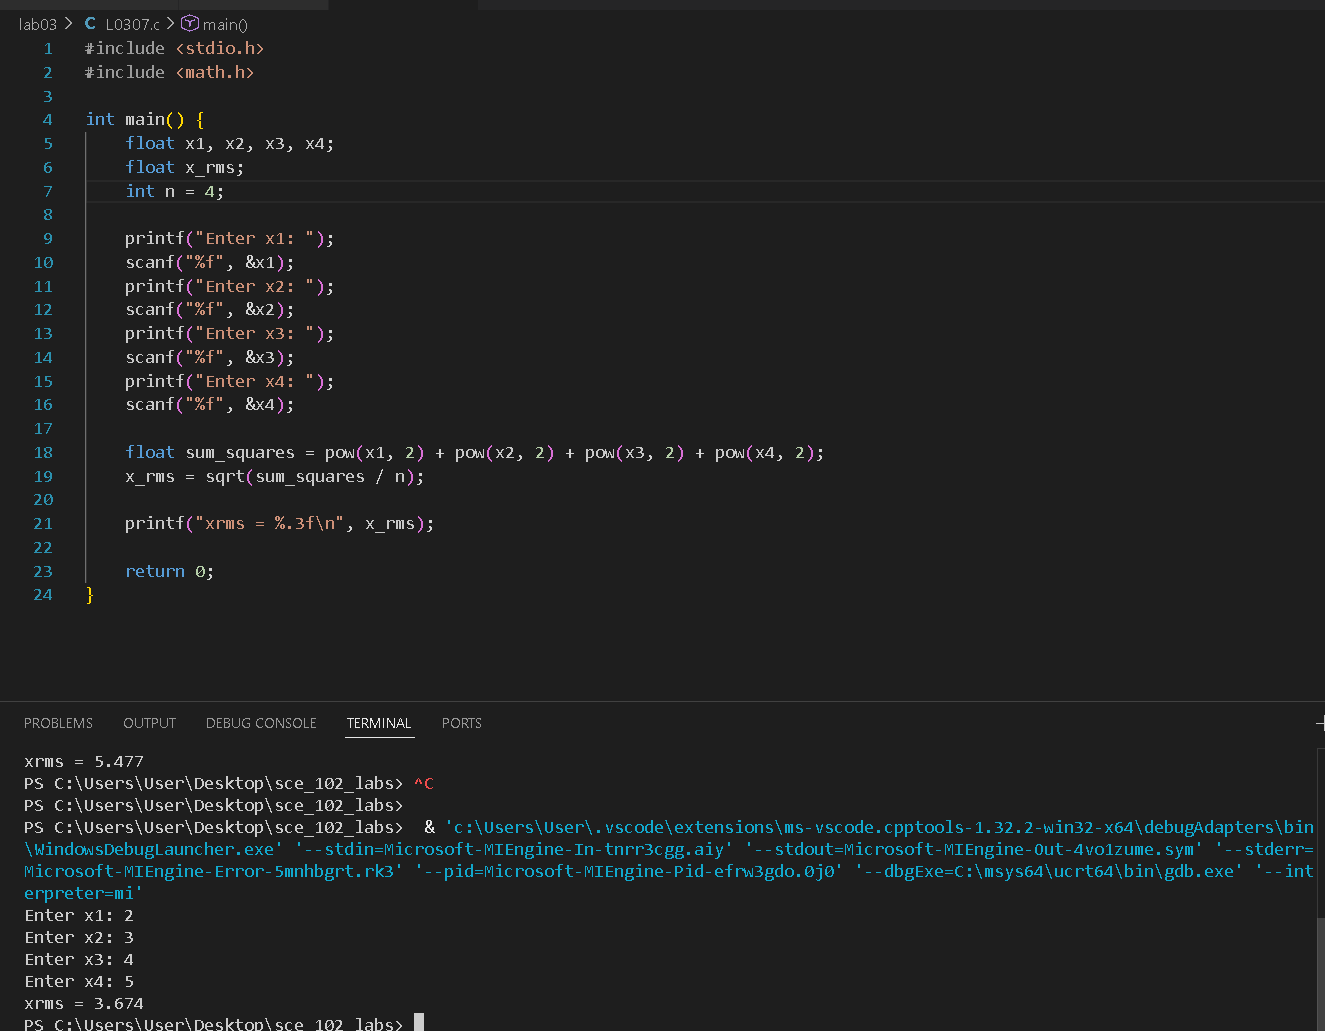 lab03 > C L0307.c > main()
1 #include <stdio.h>
2 #include <math.h>
3
4 int main() {
5 float x1, x2, x3, x4;
6 float x_rms;
7 int n = 4;
8
9 printf("Enter x1: ");
10 scanf("%f", &x1);
11 printf("Enter x2: ");
12 scanf("%f", &x2);
13 printf("Enter x3: ");
14 scanf("%f", &x3);
15 printf("Enter x4: ");
16 scanf("%f", &x4);
17
18 float sum_squares = pow(x1, 2) + pow(x2, 2) + pow(x3, 2) + pow(x4, 2);
19 x_rms = sqrt(sum_squares / n);
20
21 printf("xrms = %.3f\n", x_rms);
22
23 return 0;
24 }
PROBLEMS OUTPUT DEBUG CONSOLE TERMINAL PORTS
xrms = 5.477
PS C:\Users\User\Desktop\sce_102_labs> ^C
PS C:\Users\User\Desktop\sce_102_labs>
PS C:\Users\User\Desktop\sce_102_labs> & 'c:\Users\User\.vscode\extensions\ms-vscode.cpptools-1.32.2-win32-x64\debugAdapters\bin
\WindowsDebugLauncher.exe' '--stdin=Microsoft-MIEngine-In-tnrr3cgg.aiy' '--stdout=Microsoft-MIEngine-Out-4vo1zume.sym' '--stderr=
Microsoft-MIEngine-Error-5mnhbgrt.rk3' '--pid=Microsoft-MIEngine-Pid-efrw3gdo.0j0' '--dbgExe=C:\msys64\ucrt64\bin\gdb.exe' '--int
erpreter=mi'
Enter x1: 2
Enter x2: 3
Enter x3: 4
Enter x4: 5
xrms = 3.674
PS C:\Users\User\Desktop\sce_102_labs>